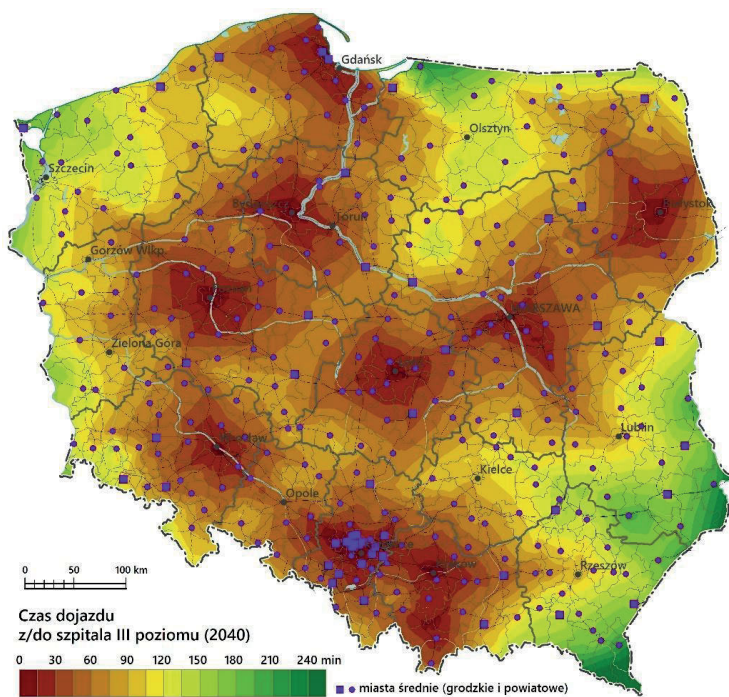 Gdańsk
Olsztyn
Szczecin
Białystok
Toruń
Gorzów Wlkp.
WARSZAWA
Zielona Góra
Lublin
Wrocław
Kielce
Opole
Rzeszów
0 50 100 km
Czas dojazdu
z/do szpitala III poziomu (2040)
0 30 60 90 120 150 180 210 240 min
miasta średnie (grodzkie i powiatowe)